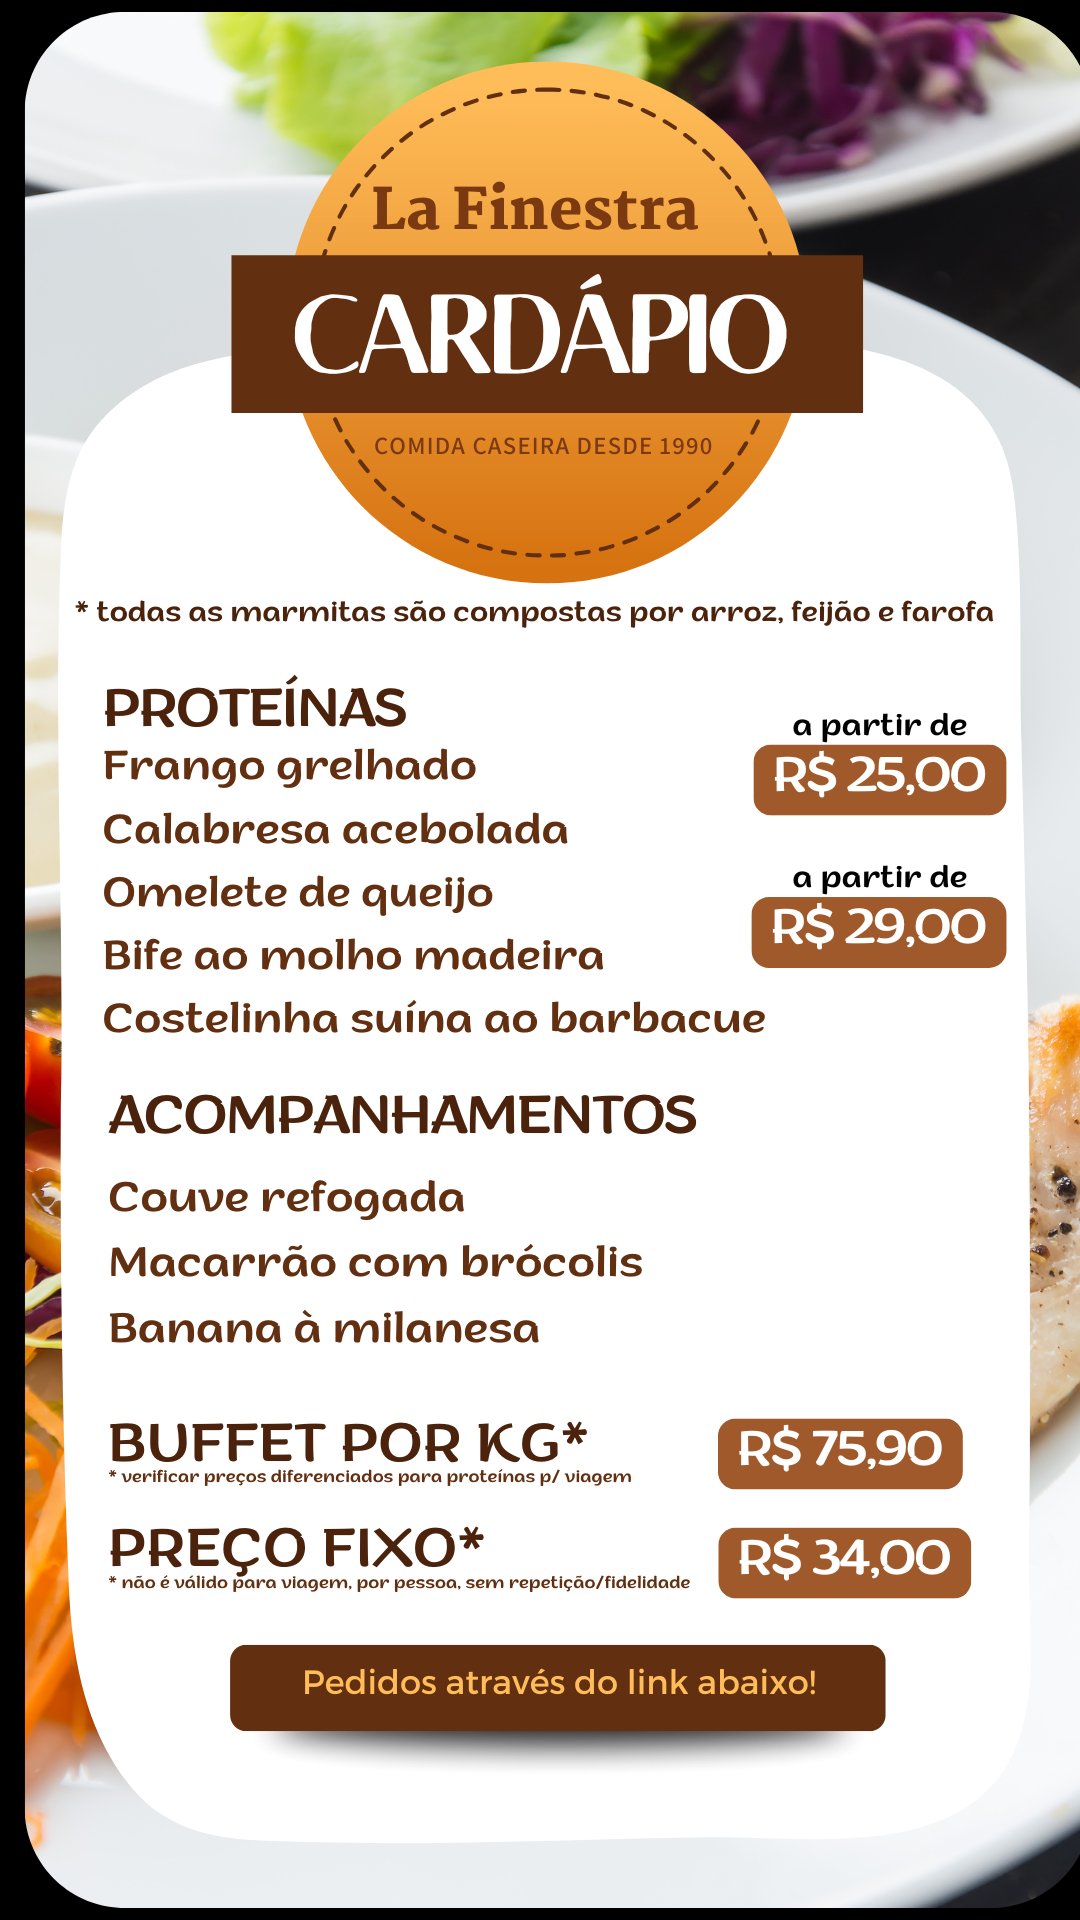 La Finestra
CARDÁPIO
COMIDA CASEIRA DESDE 1990
* todas as marmitas são compostas por arroz, feijão e farofa
PROTEÍNAS
Frango grelhado
Calabresa acebolada
Omelete de queijo
Bife ao molho madeira
Costelinha suína ao barbacue
a partir de
R$ 25,00
a partir de
R$ 29,00
ACOMPANHAMENTOS
Couve refogada
Macarrão com brócolis
Banana à milanesa
BUFFET POR KG*
* verificar preços diferenciados para proteínas p/ viagem
R$ 75,90
PREÇO FIXO*
* não é válido para viagem, por pessoa, sem repetição/fidelidade
R$ 34,00
Pedidos através do link abaixo!